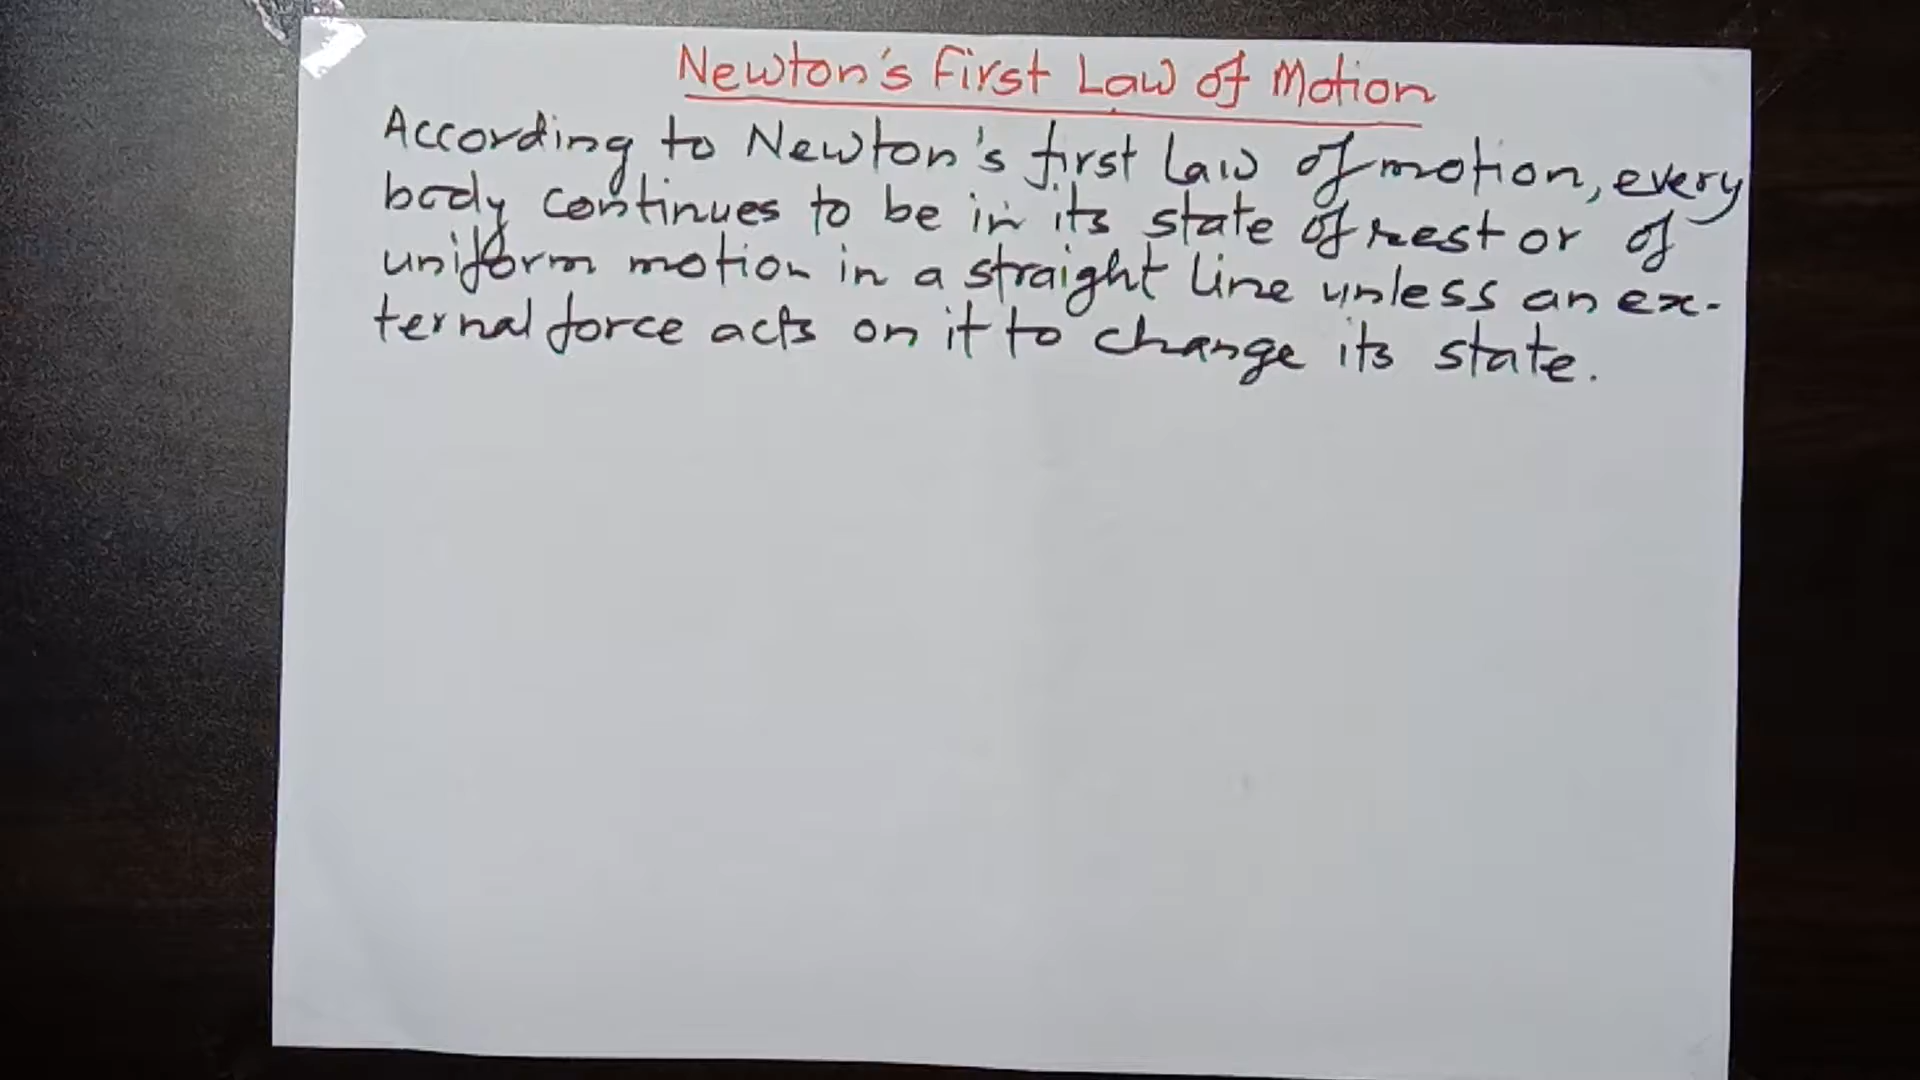 Newton's First Law of Motion
According to Newton's first law of motion, every
body continues to be in its state of rest or of
uniform motion in a straight line unless an ex-
ternal force acts on it to change its state.